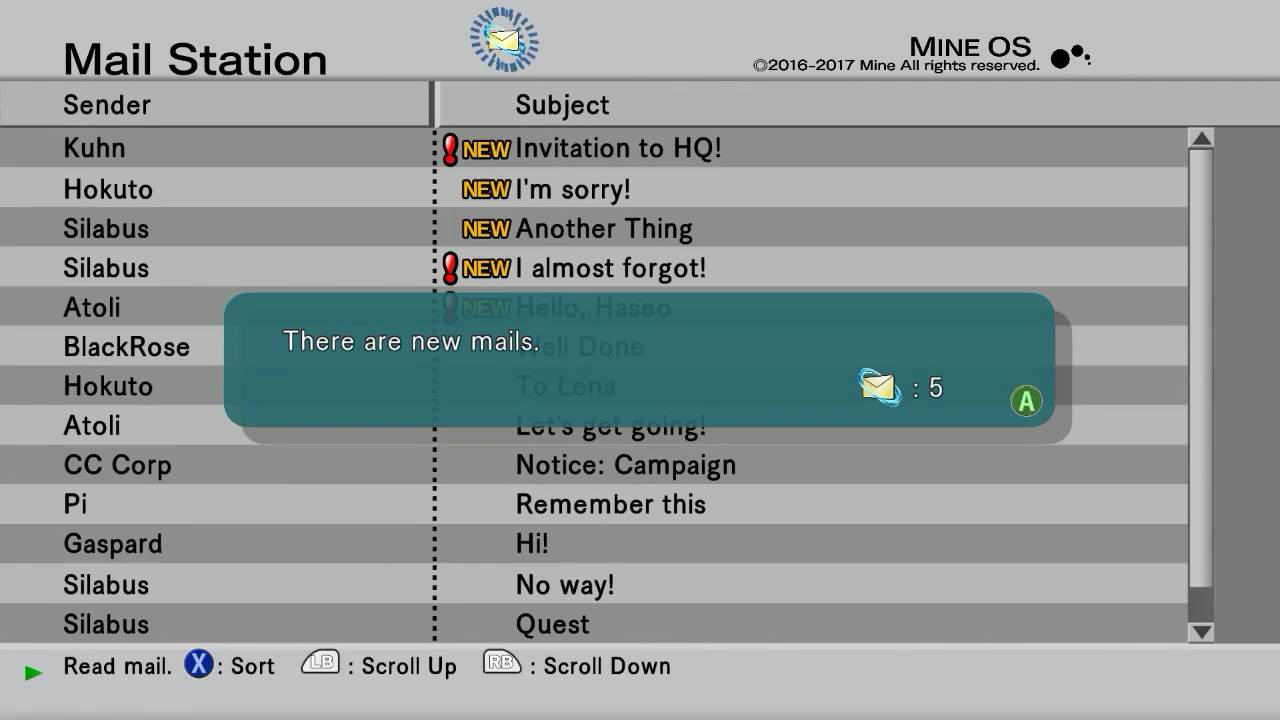 Mail Station
MINE OS
©2016-2017 Mine All rights reserved.
Sender Subject
Kuhn NEW Invitation to HQ!
Hokuto NEW I'm sorry!
Silabus NEW Another Thing
Silabus NEW I almost forgot!
Atoli NEW Hello, Haseo
There are new mails.
BlackRose Well Done
Hokuto To Lena
: 5
A
Atoli Let's get going!
CC Corp Notice: Campaign
Pi Remember this
Gaspard Hi!
Silabus No way!
Silabus Quest
Read mail. X : Sort LB : Scroll Up RB : Scroll Down